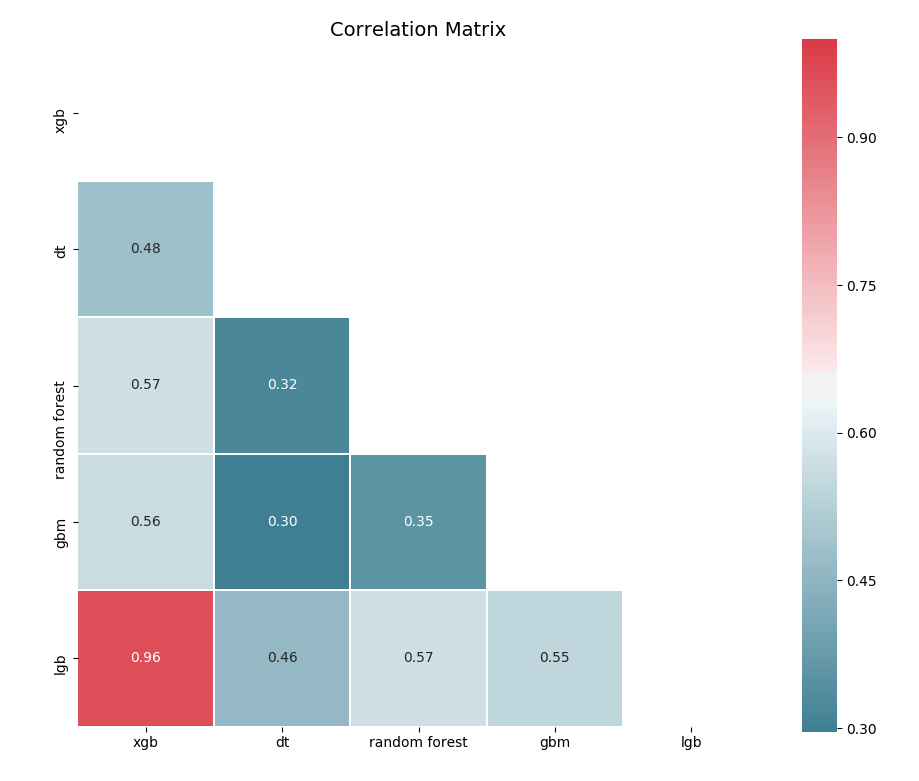 Correlation Matrix
xgb
dt
random forest
gbm
lgb
0.48
0.57 0.32
0.56 0.30 0.35
0.96 0.46 0.57 0.55
xgb dt random forest gbm lgb
0.90
0.75
0.60
0.45
0.30